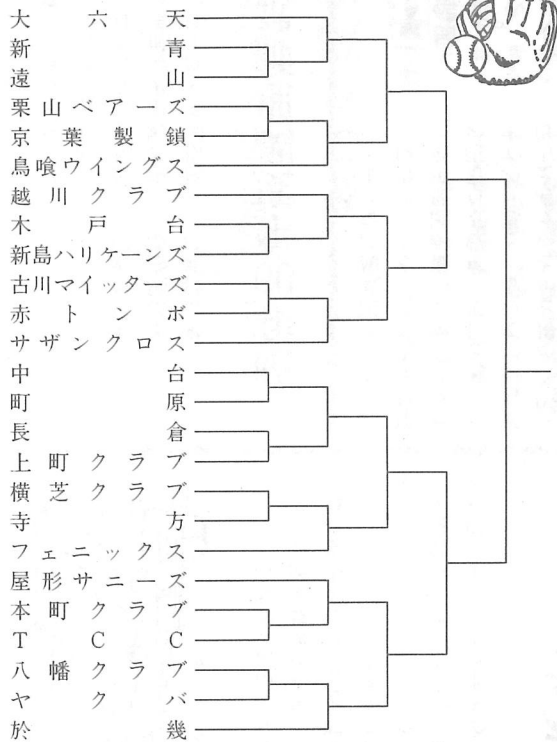 大六天
新青
遠山
栗山ベアーズ
京葉製鎖
鳥喰ウイングス
越川クラブ
木戸台
新島ハリケーンズ
古川マイッターズ
赤トンボ
サザンクロス
中台
町原
長倉
上町クラブ
横芝クラブ
寺方
フェニックス
屋形サニーズ
本町クラブ
TCC
八幡クラブ
ヤクバ
於幾